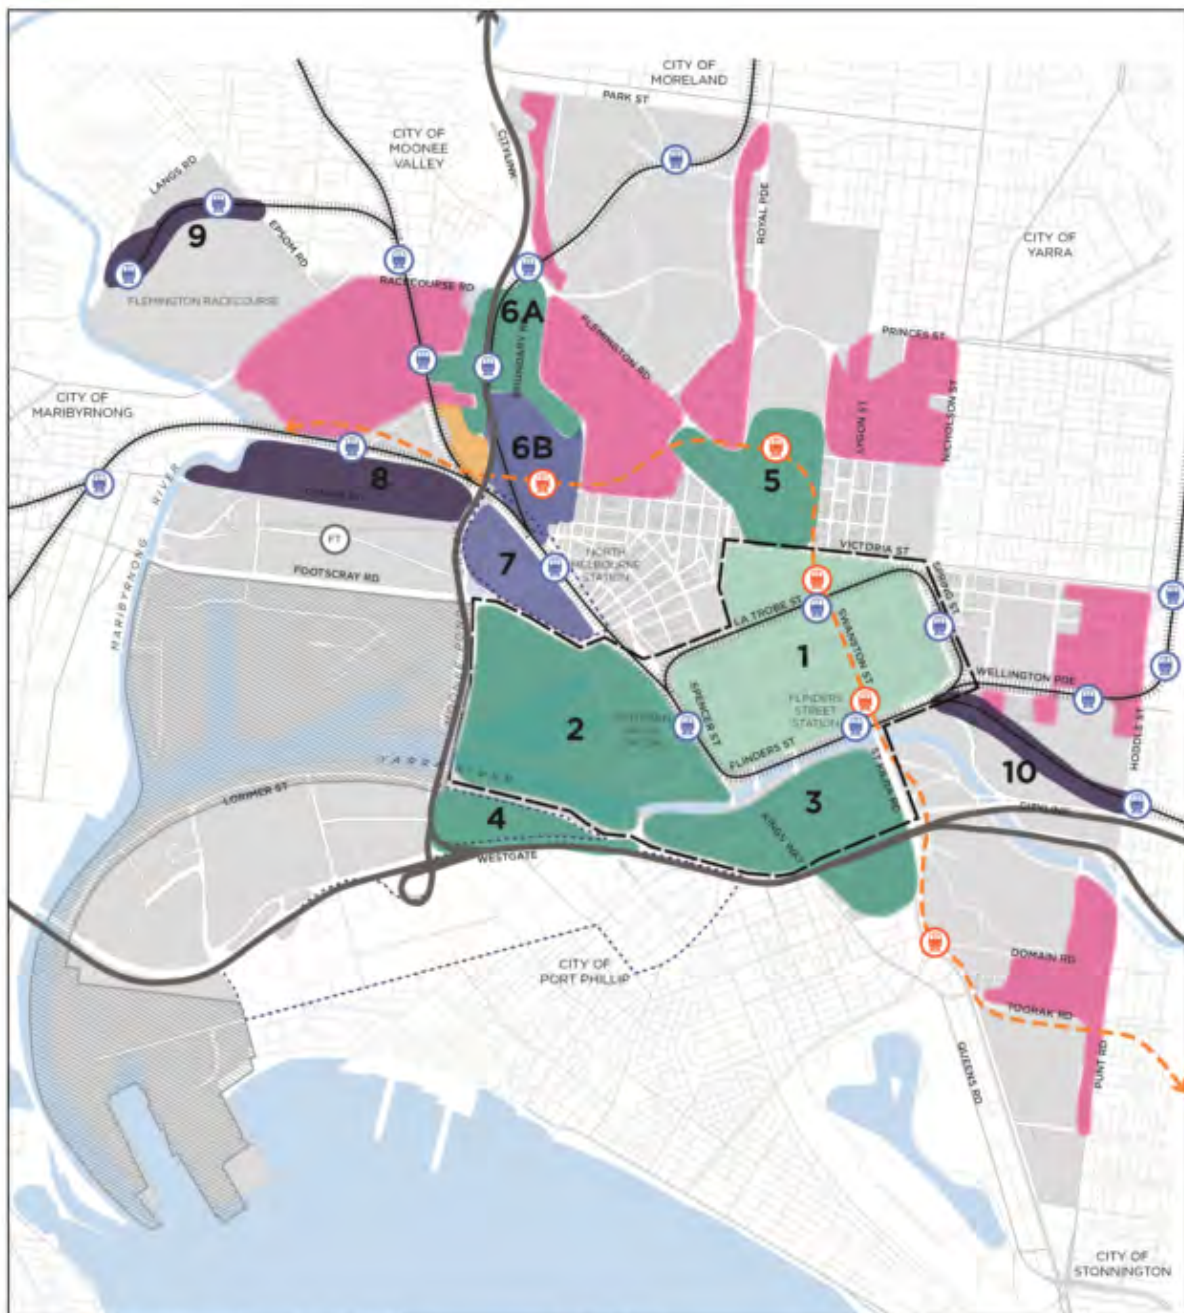 CITY OF
MORELAND
PARK ST
CITY OF
MOONEE
VALLEY
CITYLINK
LANGS RD
ROYAL PDE
9
EPSOM RD
CITY OF
YARRA
FLEMINGTON RACECOURSE
RACECOURSE RD
6A
FLEMINGTON RD
PRINCES ST
BOUNDARY RD
CITY OF
MARIBYRNONG
LYGON ST
NICHOLSON ST
6B
8
5
MARIBYRNONG RIVER
FT
FOOTSCRAY RD
7
NORTH
MELBOURNE
STATION
VICTORIA ST
SPRING ST
LA TROBE ST
SWANSTON ST
1
WELLINGTON PDE
SPENCER ST
FLINDERS
STREET
STATION
2
FLINDERS ST
HODDLE ST
YARRA RIVER
10
LORIMER ST
4
3
KINGS WAY
ST KILDA RD
WESTGATE
CITY OF
PORT PHILLIP
DOMAIN RD
TOORAK RD
QUEENS RD
PUNT RD
CITY OF
STONNINGTON